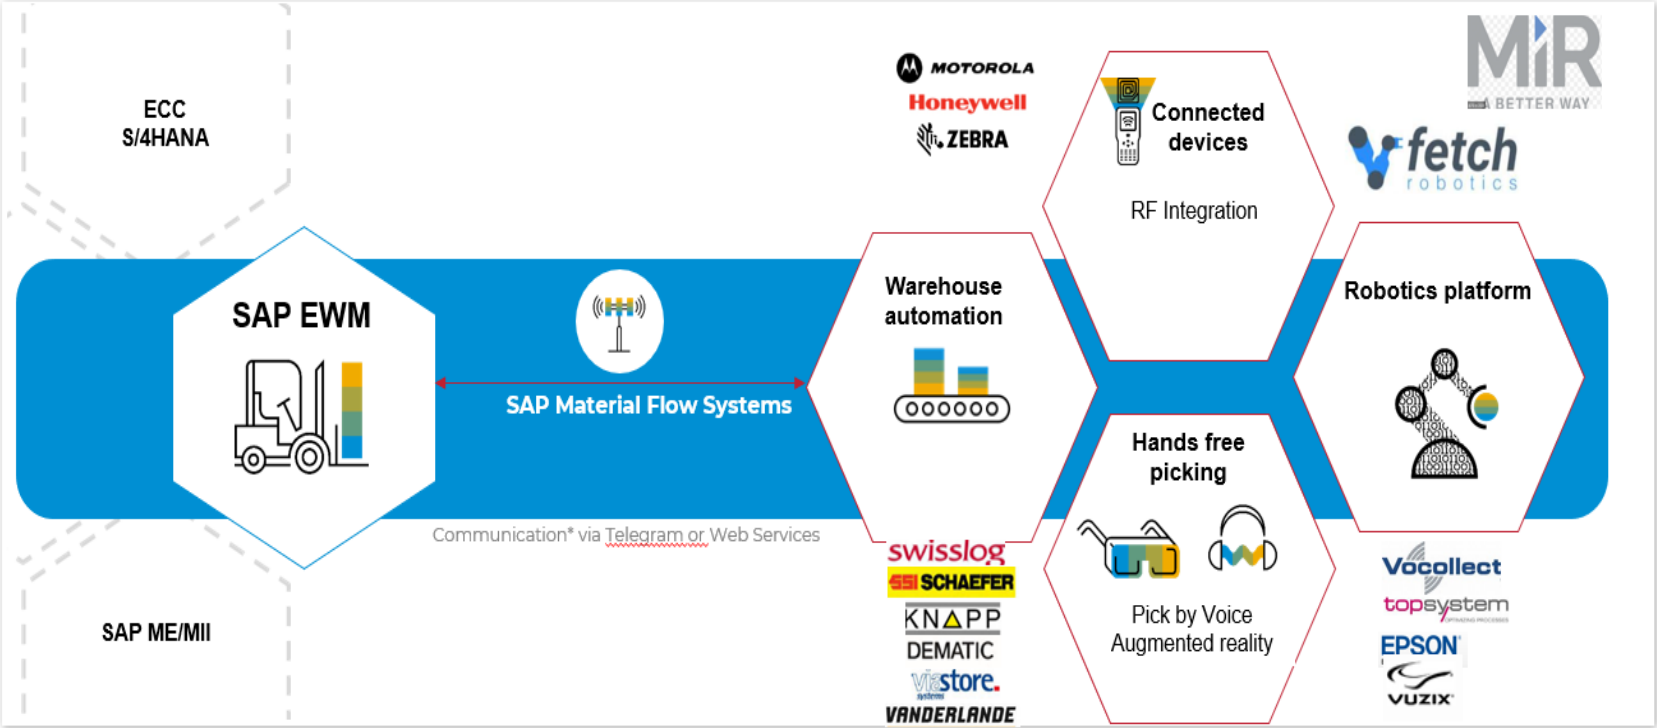 ECC
S/4HANA
SAP EWM
SAP Material Flow Systems
Communication* via Telegram or Web Services
SAP ME/MII
MOTOROLA
Honeywell
ZEBRA
Connected
devices
RF Integration
MiR
A BETTER WAY
fetch
robotics
Warehouse
automation
Robotics platform
Hands free
picking
Pick by Voice
Augmented reality
swisslog
SSI SCHAEFER
KNAPP
DEMATIC
viastore.
systems
VANDERLANDE
Vocollect
topsystem
OPTIMIZING PROCESSES
EPSON
VUZIX